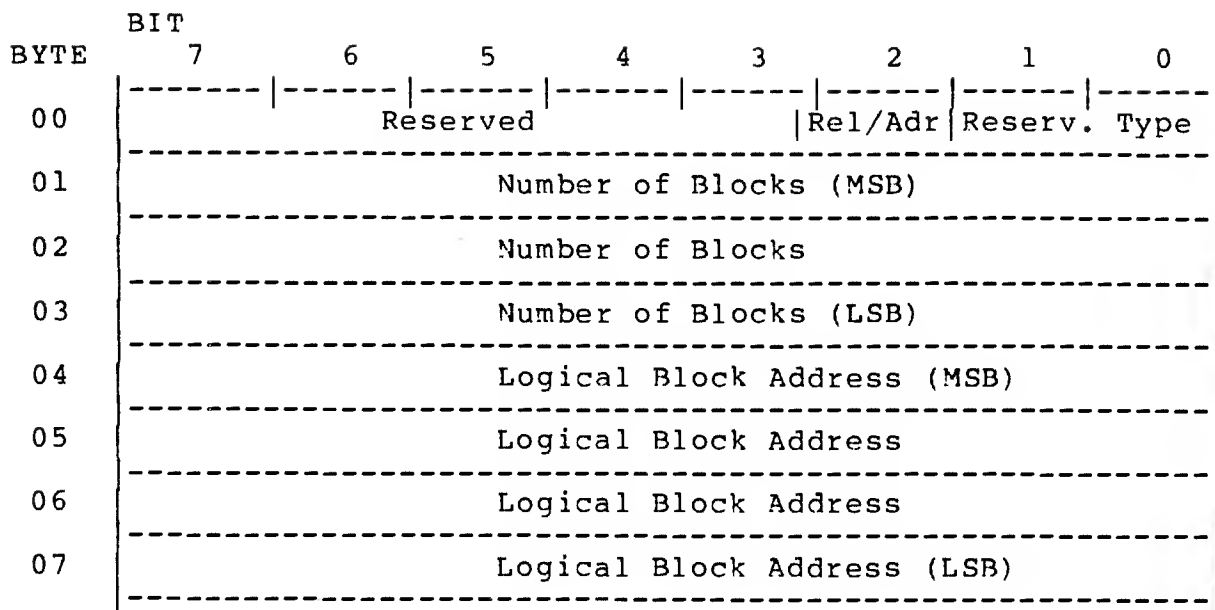 BIT
BYTE 7 6 5 4 3 2 1 0
00 Reserved |Rel/Adr|Reserv. Type
01 Number of Blocks (MSB)
02 Number of Blocks
03 Number of Blocks (LSB)
04 Logical Block Address (MSB)
05 Logical Block Address
06 Logical Block Address
07 Logical Block Address (LSB)